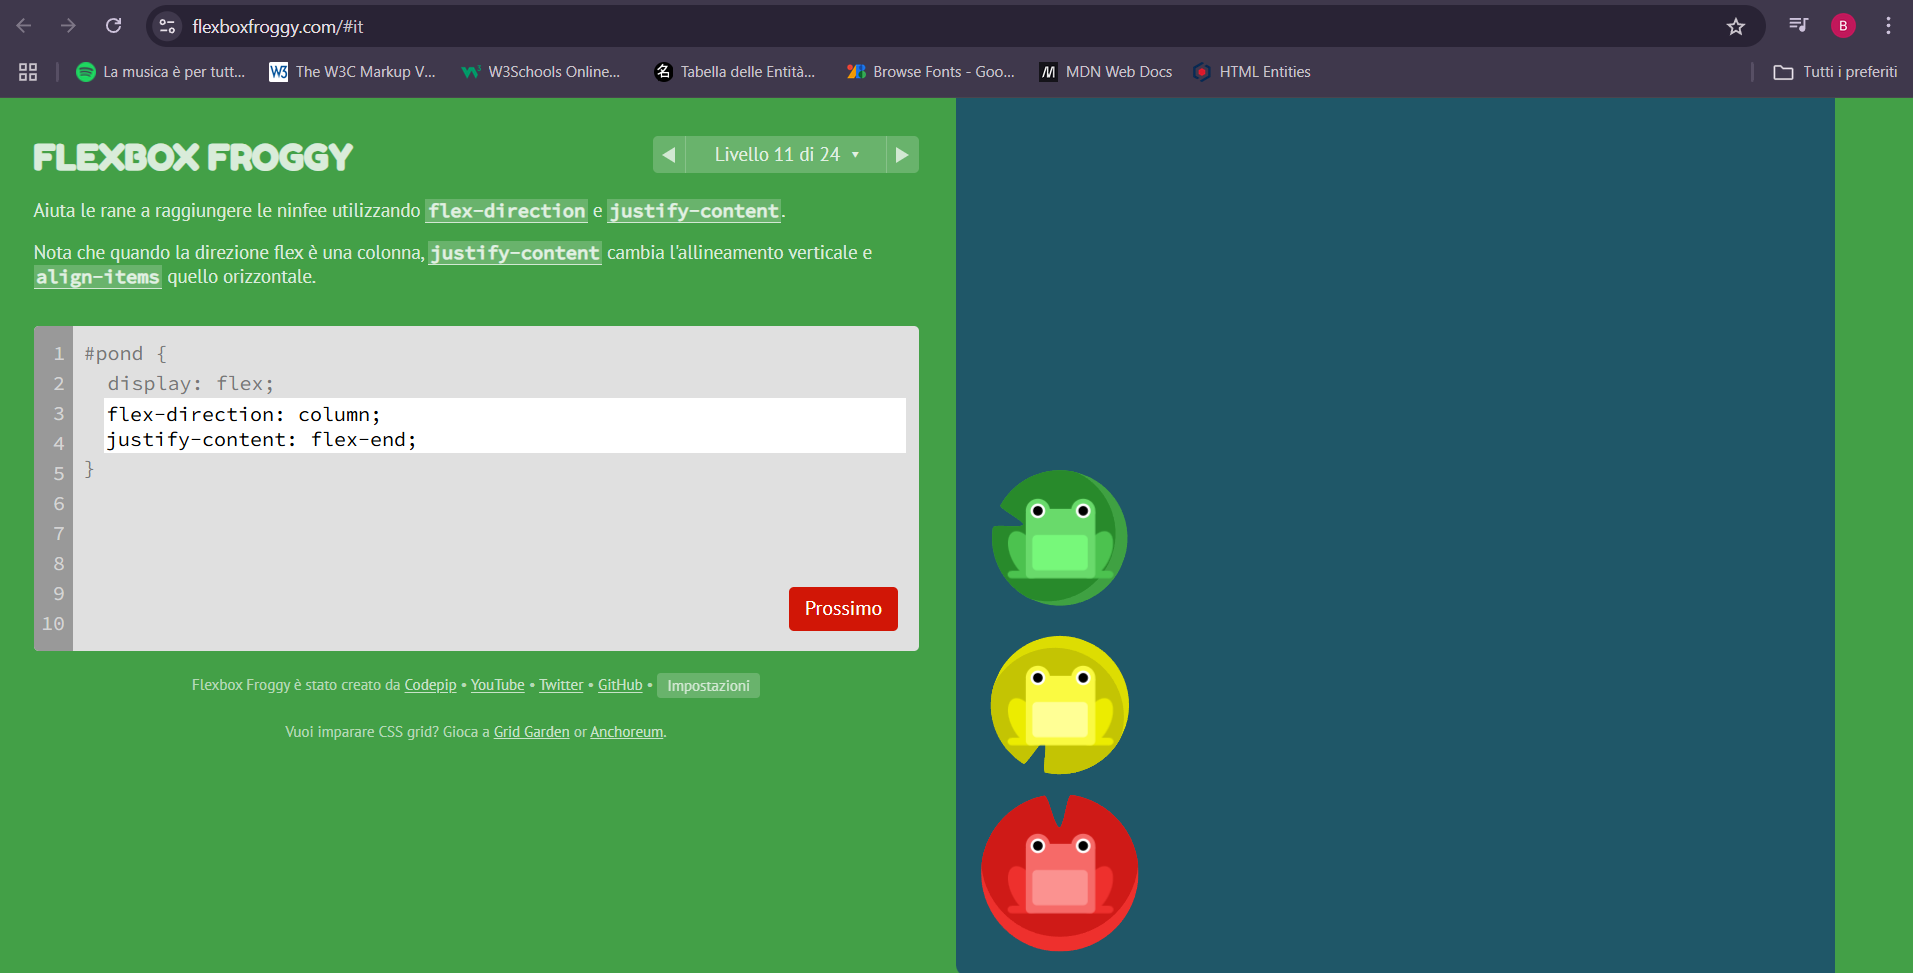 flexboxfroggy.com/#it
B
La musica è per tutt...
W3 The W3C Markup V...
W3Schools Online...
名 Tabella delle Entità...
Browse Fonts - Goo...
MDN Web Docs
HTML Entities
Tutti i preferiti
FLEXBOX FROGGY
◀ Livello 11 di 24 ▼ ▶
Aiuta le rane a raggiungere le ninfee utilizzando flex-direction e justify-content.
Nota che quando la direzione flex è una colonna, justify-content cambia l'allineamento verticale e
align-items quello orizzontale.
1 #pond {
2 display: flex;
3 flex-direction: column;
4 justify-content: flex-end;
5 }
6
7
8
9
10
Prossimo
Flexbox Froggy è stato creato da Codepip • YouTube • Twitter • GitHub • Impostazioni
Vuoi imparare CSS grid? Gioca a Grid Garden or Anchoreum.